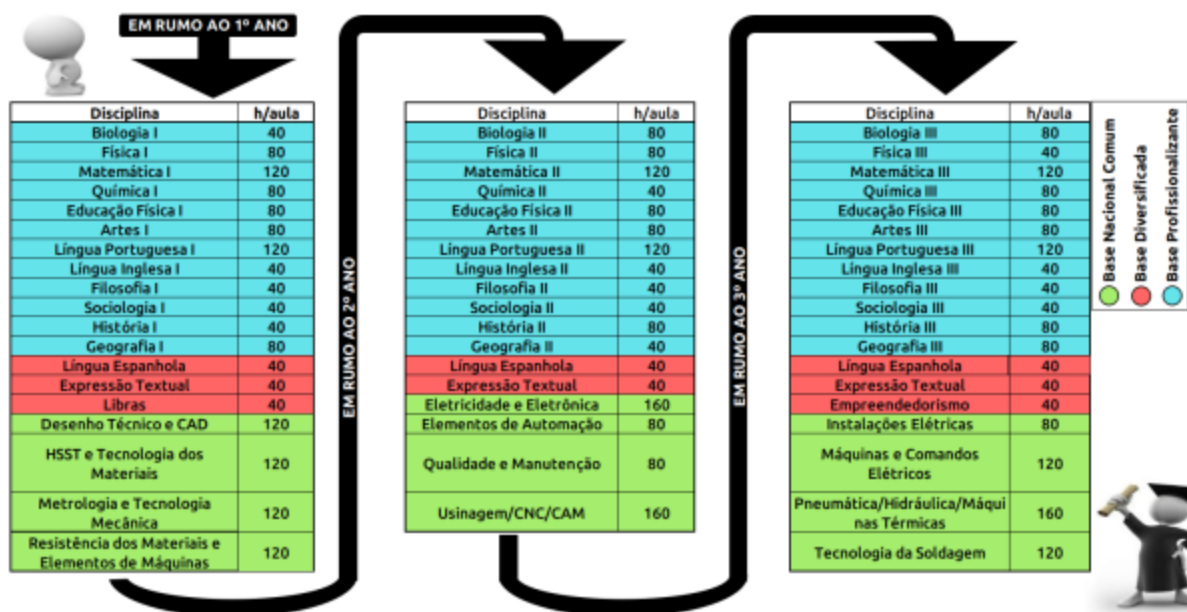 EM RUMO AO 1º ANO
Disciplina h/aula
Biologia I 40
Física I 80
Matemática I 120
Química I 80
Educação Física I 80
Artes I 80
Língua Portuguesa I 120
Língua Inglesa I 40
Filosofia I 40
Sociologia I 40
História I 40
Geografia I 80
Língua Espanhola 40
Expressão Textual 40
Libras 40
Desenho Técnico e CAD 120
HSST e Tecnologia dos
Materiais 120
Metrologia e Tecnologia
Mecânica 120
Resistência dos Materiais e
Elementos de Máquinas 120
EM RUMO AO 2º ANO
Disciplina h/aula
Biologia II 80
Física II 80
Matemática II 120
Química II 40
Educação Física II 80
Artes II 80
Língua Portuguesa II 120
Língua Inglesa II 40
Filosofia II 40
Sociologia II 40
História II 80
Geografia II 40
Língua Espanhola 40
Expressão Textual 40
Eletricidade e Eletrônica 160
Elementos de Automação 80
Qualidade e Manutenção 80
Usinagem/CNC/CAM 160
EM RUMO AO 3º ANO
Disciplina h/aula
Biologia III 80
Física III 40
Matemática III 120
Química III 80
Educação Física III 80
Artes III 80
Língua Portuguesa III 120
Língua Inglesa III 40
Filosofia III 40
Sociologia III 40
História III 80
Geografia III 80
Língua Espanhola 40
Expressão Textual 40
Empreendedorismo 40
Instalações Elétricas 80
Máquinas e Comandos
Elétricos 120
Pneumática/Hidráulica/Máqui
nas Térmicas 160
Tecnologia da Soldagem 120
Base Nacional Comum
Base Diversificada
Base Profissionalizante